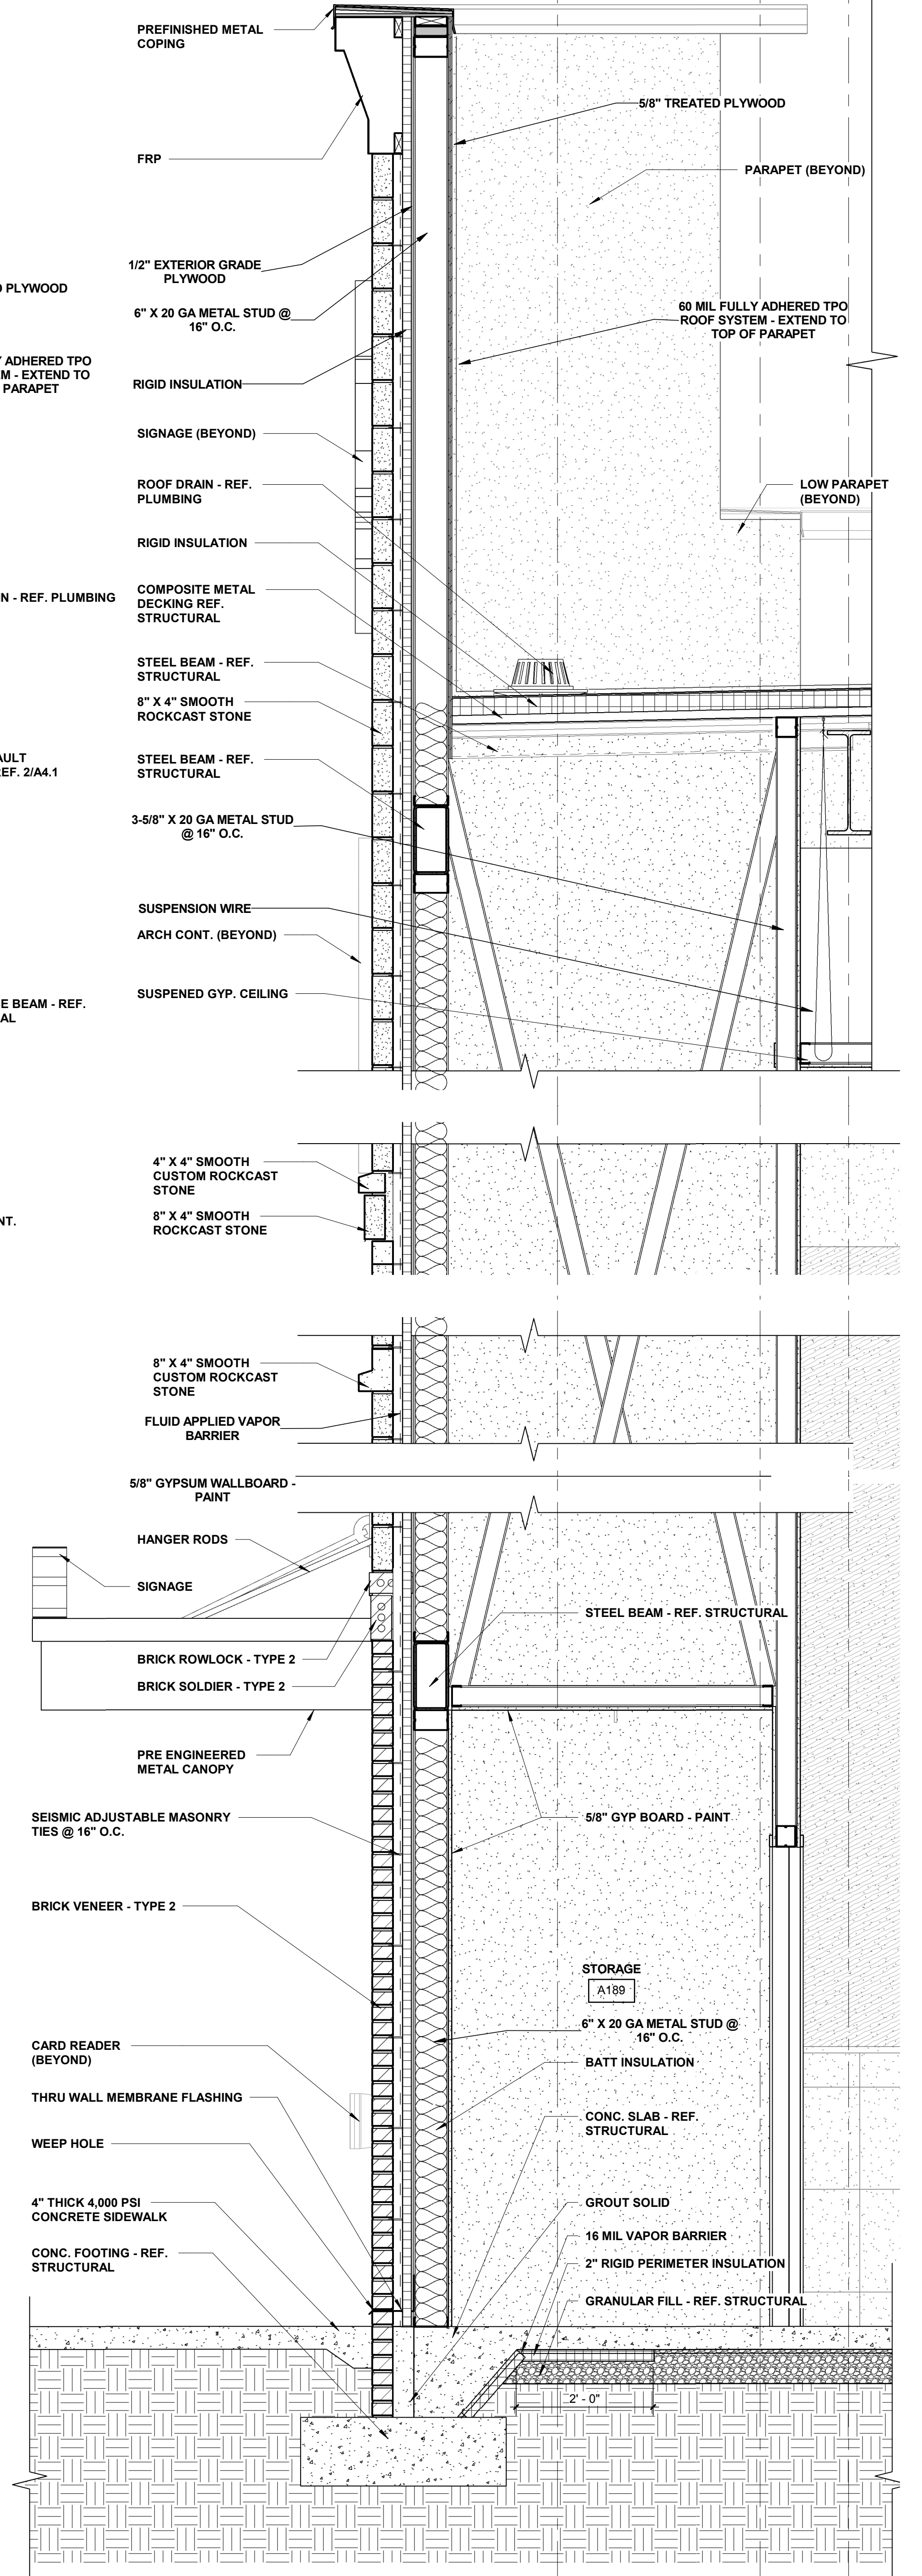 PREFINISHED METAL
COPING
5/8" TREATED PLYWOOD
FRP
PARAPET (BEYOND)
1/2" EXTERIOR GRADE
PLYWOOD
PLYWOOD
6" X 20 GA METAL STUD @
16" O.C.
60 MIL FULLY ADHERED TPO
ROOF SYSTEM - EXTEND TO
TOP OF PARAPET
ADHERED TPO
M - EXTEND TO
PARAPET
RIGID INSULATION
SIGNAGE (BEYOND)
ROOF DRAIN - REF.
PLUMBING
LOW PARAPET
(BEYOND)
RIGID INSULATION
COMPOSITE METAL
DECKING REF.
STRUCTURAL
N - REF. PLUMBING
STEEL BEAM - REF.
STRUCTURAL
8" X 4" SMOOTH
ROCKCAST STONE
STEEL BEAM - REF.
STRUCTURAL
AULT
EF. 2/A4.1
3-5/8" X 20 GA METAL STUD
@ 16" O.C.
SUSPENSION WIRE
ARCH CONT. (BEYOND)
SUSPENED GYP. CEILING
E BEAM - REF.
AL
4" X 4" SMOOTH
CUSTOM ROCKCAST
STONE
8" X 4" SMOOTH
ROCKCAST STONE
NT.
8" X 4" SMOOTH
CUSTOM ROCKCAST
STONE
FLUID APPLIED VAPOR
BARRIER
5/8" GYPSUM WALLBOARD -
PAINT
HANGER RODS
SIGNAGE
STEEL BEAM - REF. STRUCTURAL
BRICK ROWLOCK - TYPE 2
BRICK SOLDIER - TYPE 2
PRE ENGINEERED
METAL CANOPY
SEISMIC ADJUSTABLE MASONRY
TIES @ 16" O.C.
5/8" GYP BOARD - PAINT
BRICK VENEER - TYPE 2
STORAGE
A189
6" X 20 GA METAL STUD @
16" O.C.
CARD READER
(BEYOND)
BATT INSULATION
THRU WALL MEMBRANE FLASHING
CONC. SLAB - REF.
STRUCTURAL
WEEP HOLE
4" THICK 4,000 PSI
CONCRETE SIDEWALK
GROUT SOLID
16 MIL VAPOR BARRIER
CONC. FOOTING - REF.
STRUCTURAL
2" RIGID PERIMETER INSULATION
GRANULAR FILL - REF. STRUCTURAL
2' - 0"